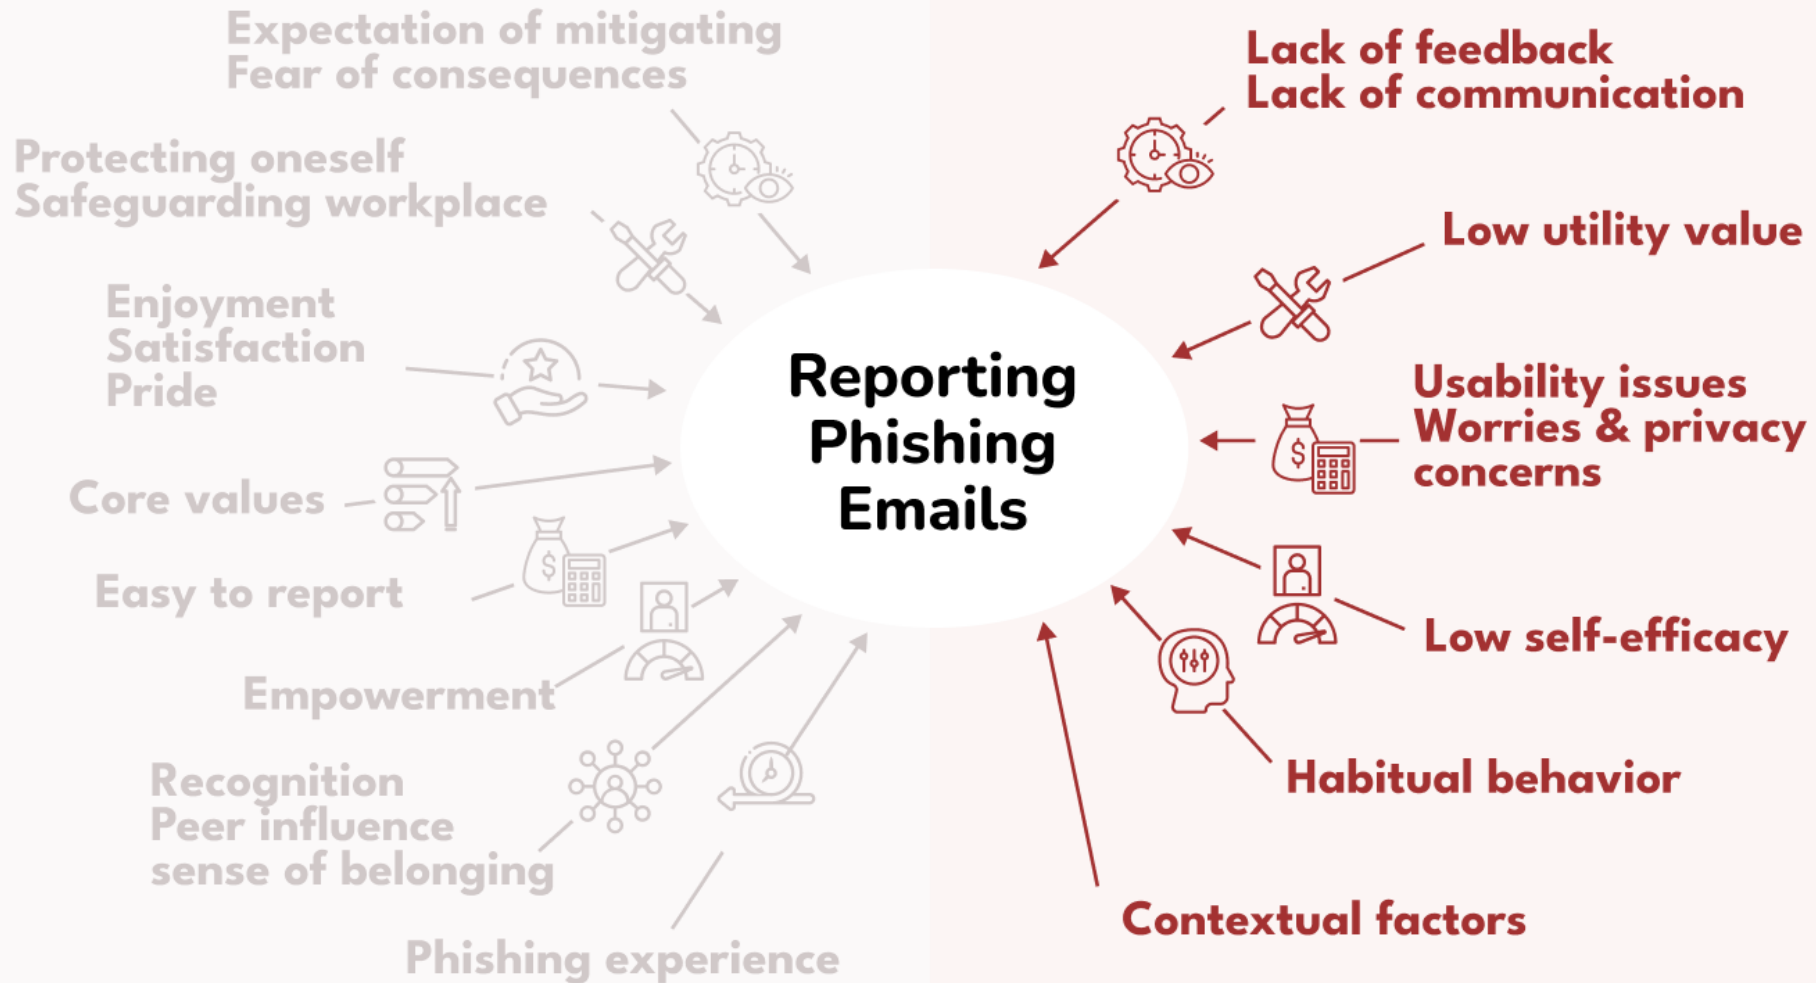 Expectation of mitigating
Fear of consequences
Protecting oneself
Safeguarding workplace
Enjoyment
Satisfaction
Pride
Core values
Easy to report
Empowerment
Recognition
Peer influence
sense of belonging
Phishing experience
Reporting
Phishing
Emails
Lack of feedback
Lack of communication
Low utility value
Usability issues
Worries & privacy
concerns
Low self-efficacy
Habitual behavior
Contextual factors
$
$